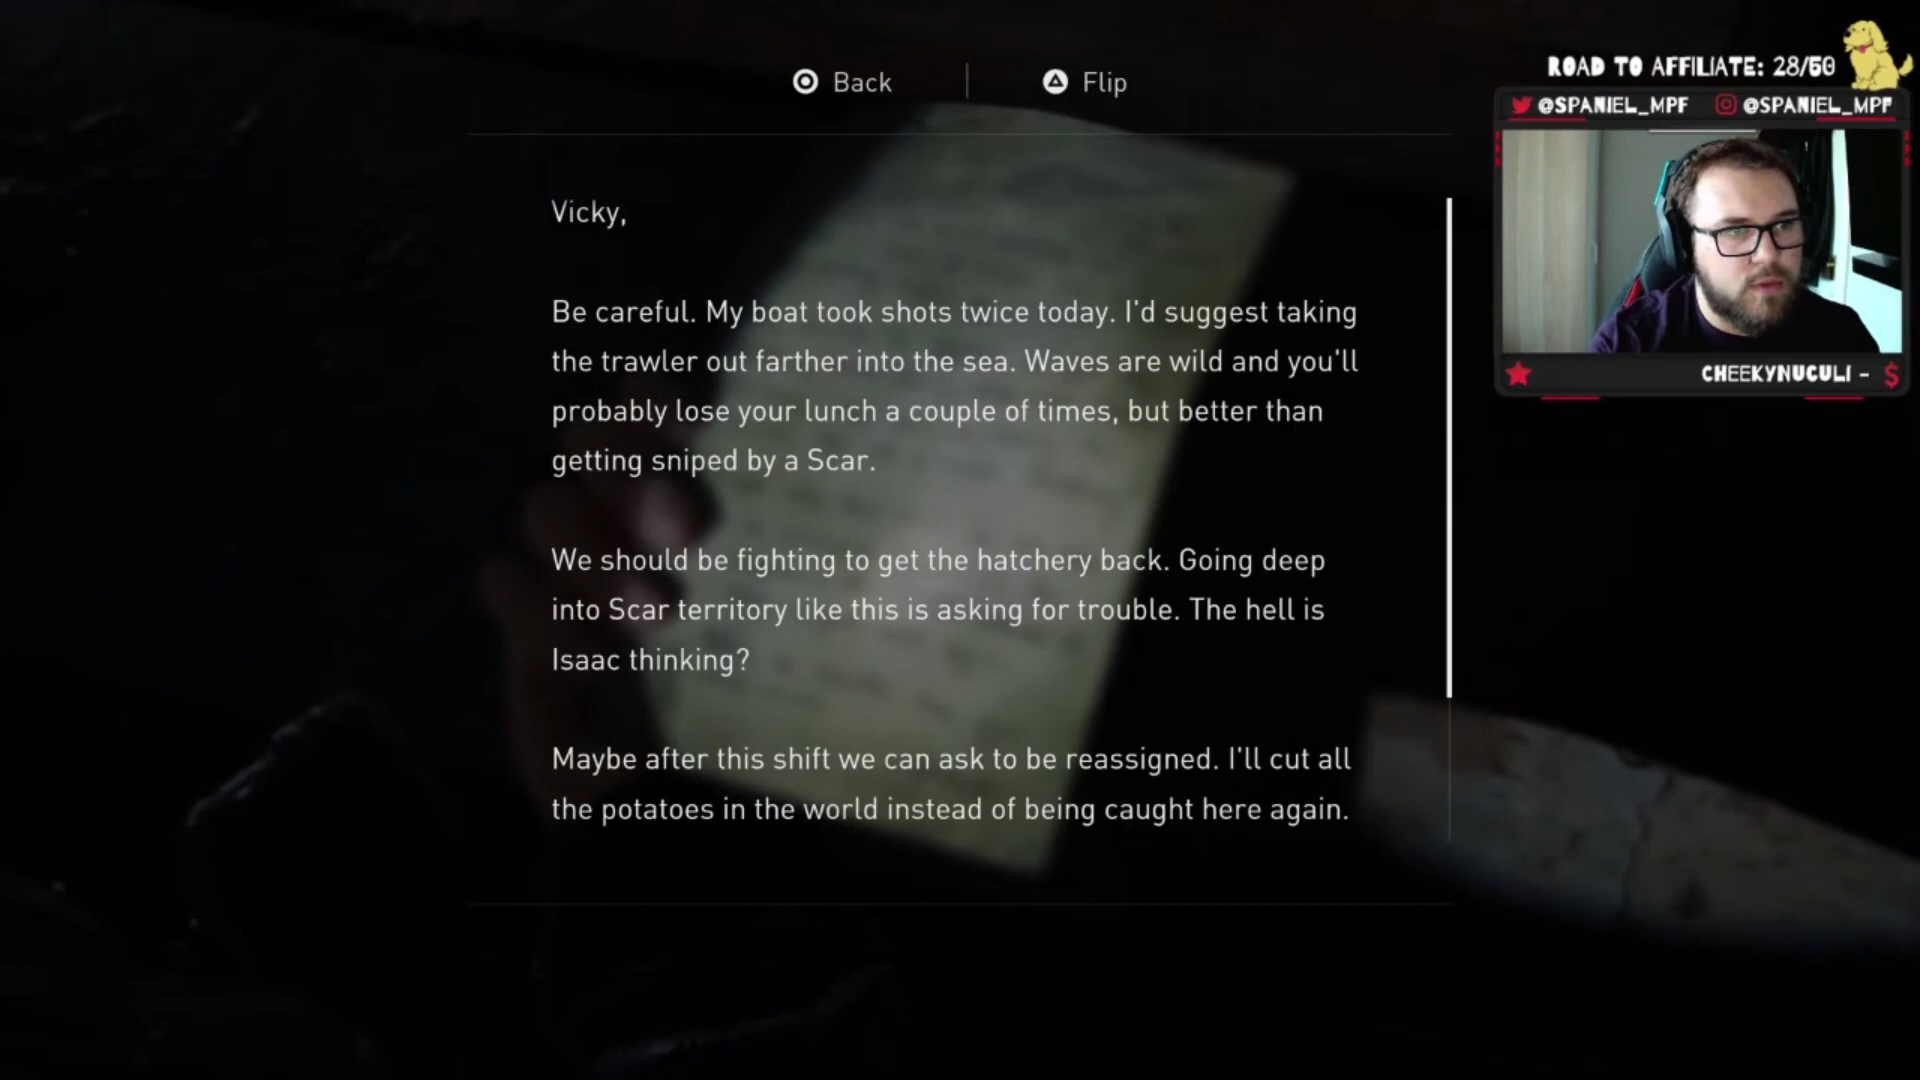 Back
Flip
ROAD TO AFFILIATE: 28/50
@SPANIEL_MPF
@SPANIEL_MPF
Vicky,
Be careful. My boat took shots twice today. I'd suggest taking
the trawler out farther into the sea. Waves are wild and you'll
probably lose your lunch a couple of times, but better than
getting sniped by a Scar.
We should be fighting to get the hatchery back. Going deep
into Scar territory like this is asking for trouble. The hell is
Isaac thinking?
Maybe after this shift we can ask to be reassigned. I'll cut all
the potatoes in the world instead of being caught here again.
CHEEKYNUCULI - $